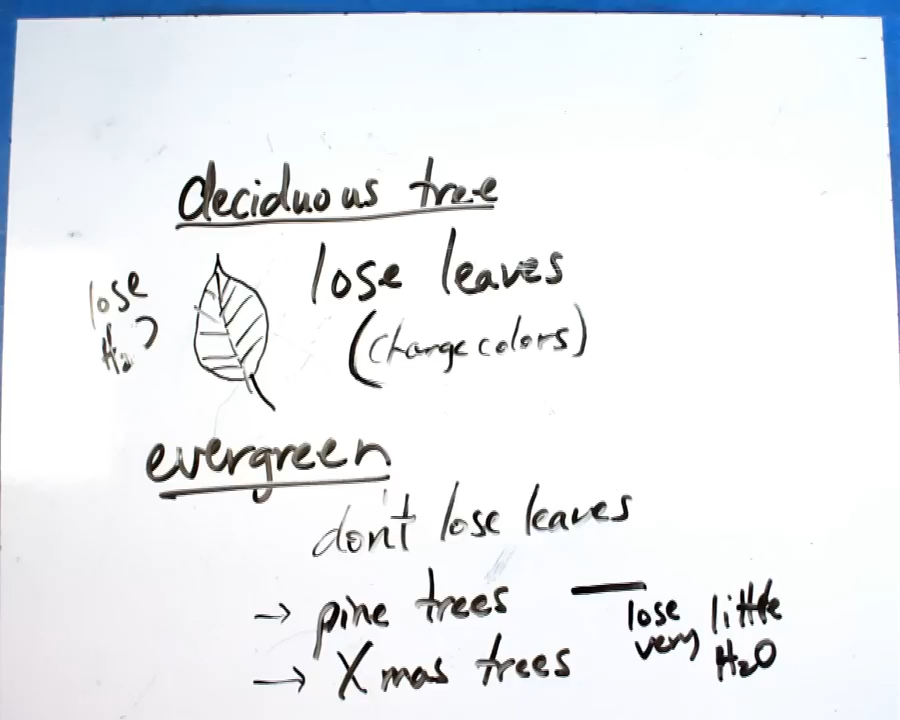 deciduous tree
lose leaves
(change colors)
lose
H₂O
evergreen
don't lose leaves
→ pine trees
→ Xmas trees
lose very little
H₂O